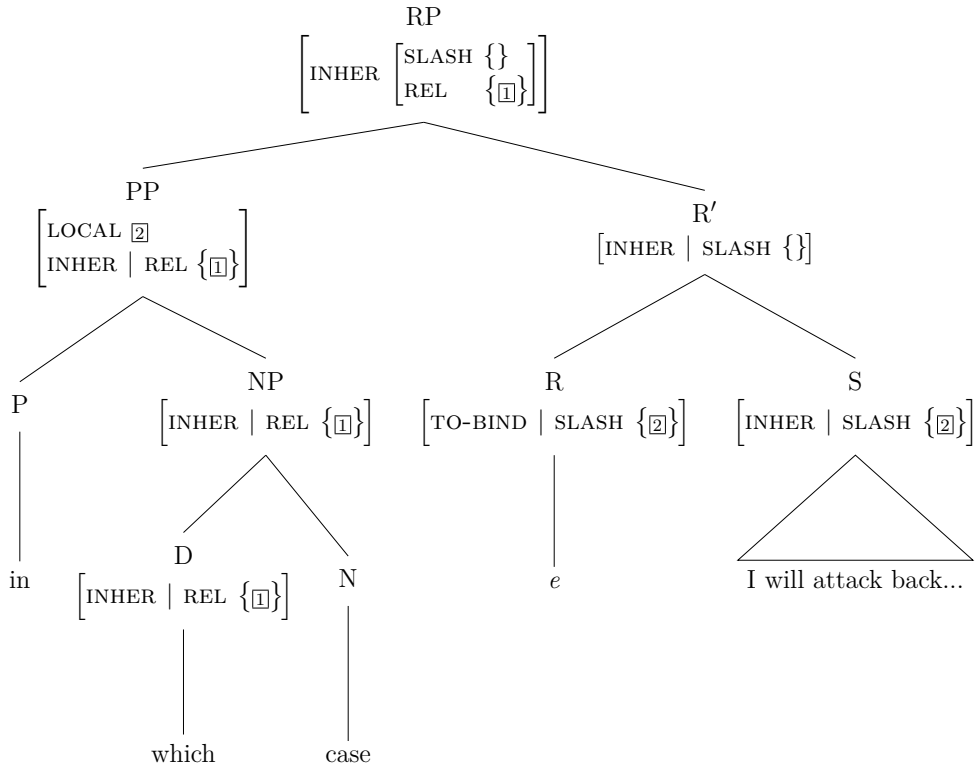 RP
[INHER [SLASH {}
REL {1}]]
PP
R′
[LOCAL 2
INHER | REL {1}]
[INHER | SLASH {}]
P
NP
R
S
[INHER | REL {1}]
[TO-BIND | SLASH {2}]
[INHER | SLASH {2}]
D
N
in
e
I will attack back...
[INHER | REL {1}]
which
case